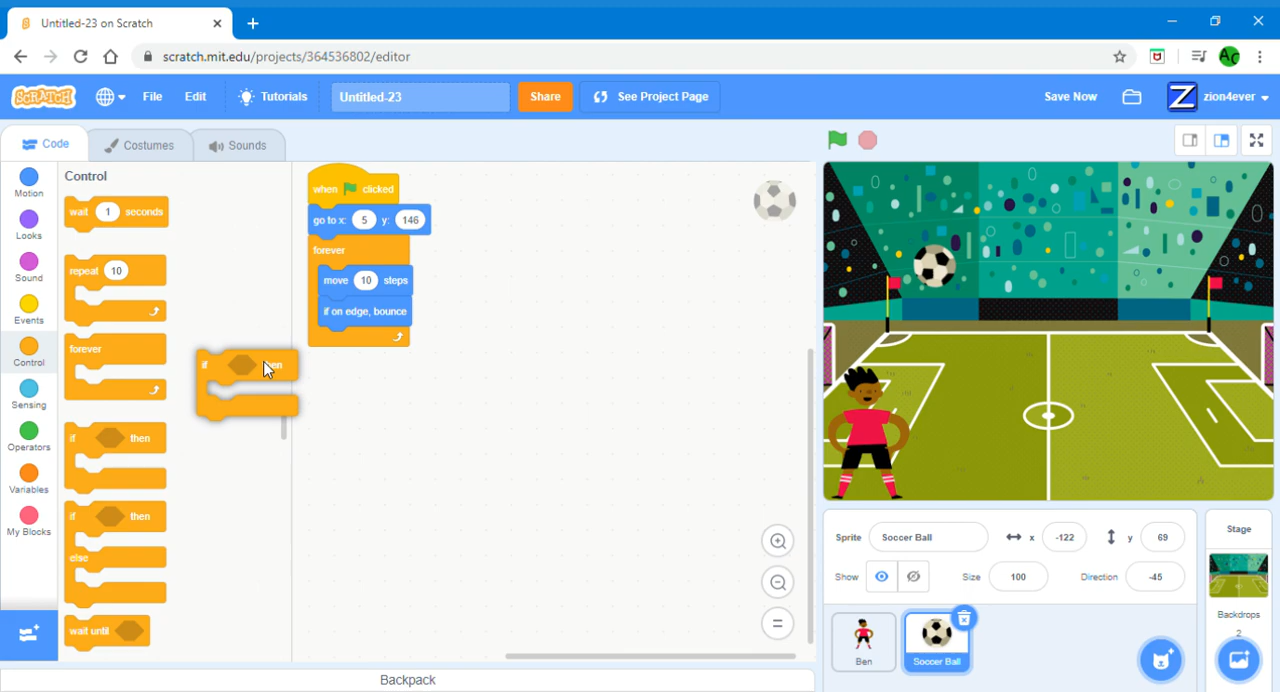 Untitled-23 on Scratch
scratch.mit.edu/projects/364536802/editor
SCRATCH File Edit Tutorials Untitled-23 Share See Project Page Save Now Z zion4ever
Code Costumes Sounds
Motion
Looks
Sound
Events
Control
Sensing
Operators
Variables
My Blocks
Control
wait 1 seconds
repeat 10
forever
if then
if then
else
wait until
if then
when clicked
go to x: 5 y: 146
forever
move 10 steps
if on edge, bounce
Sprite Soccer Ball x -122 y 69
Show Size 100 Direction -45
Ben
Soccer Ball
Stage
Backdrops
2
Backpack